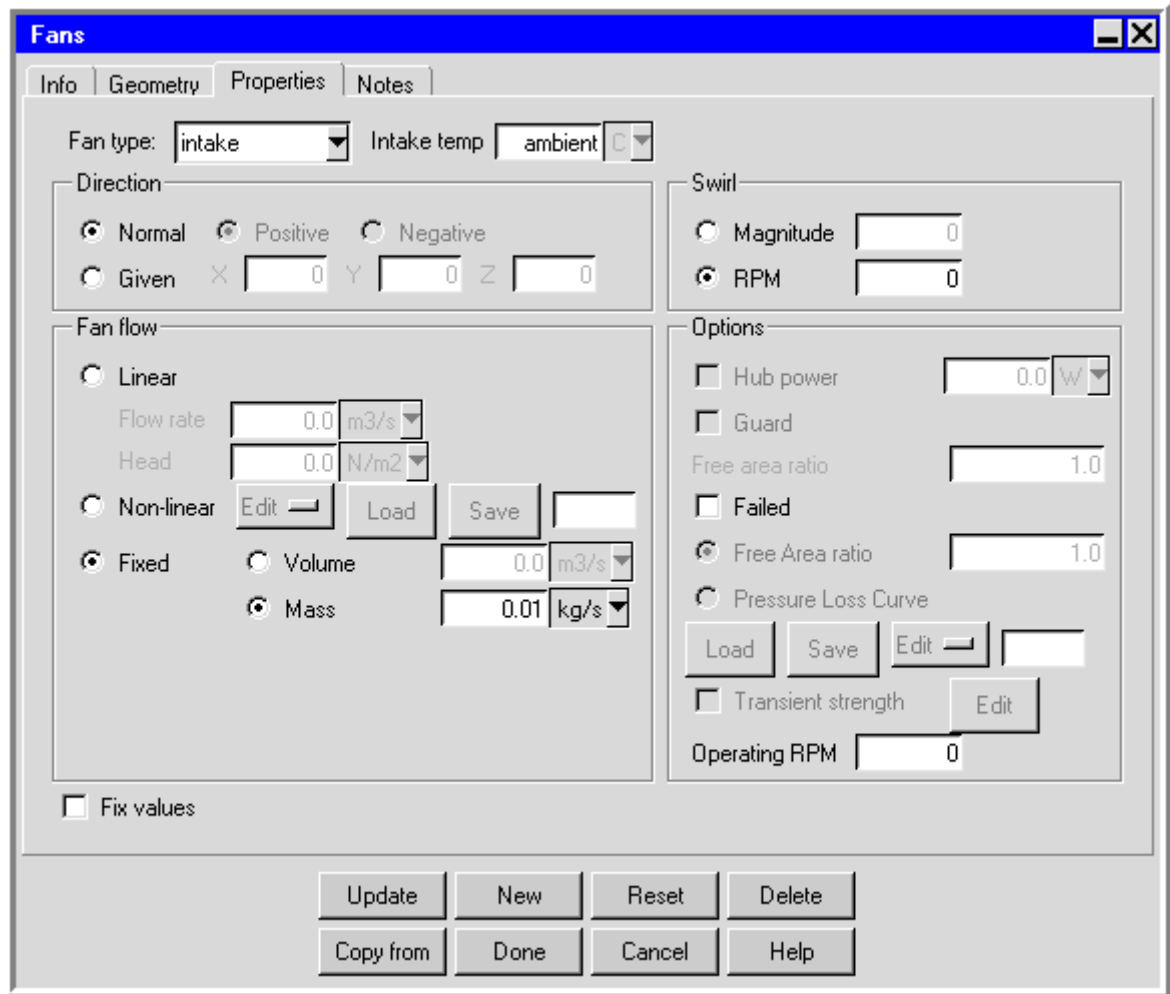 Fans
Info Geometry Properties Notes
Fan type: intake Intake temp ambient C
Direction
Normal Positive Negative
Given X 0 Y 0 Z 0
Swirl
Magnitude 0
RPM 0
Fan flow
Linear
Flow rate 0.0 m3/s
Head 0.0 N/m2
Non-linear Edit Load Save
Fixed Volume 0.0 m3/s
Mass 0.01 kg/s
Options
Hub power 0.0 W
Guard
Free area ratio 1.0
Failed
Free Area ratio 1.0
Pressure Loss Curve
Load Save Edit
Transient strength Edit
Operating RPM 0
Fix values
Update New Reset Delete
Copy from Done Cancel Help